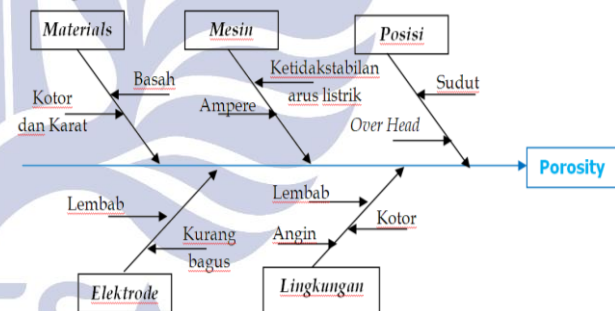 Materials
Mesin
Posisi
Basah
Kotor
dan Karat
Ketidakstabilan
arus listrik
Ampere
Sudut
Over Head
Porosity
Lembab
Kurang
bagus
Lembab
Angin
Kotor
Elektrode
Lingkungan